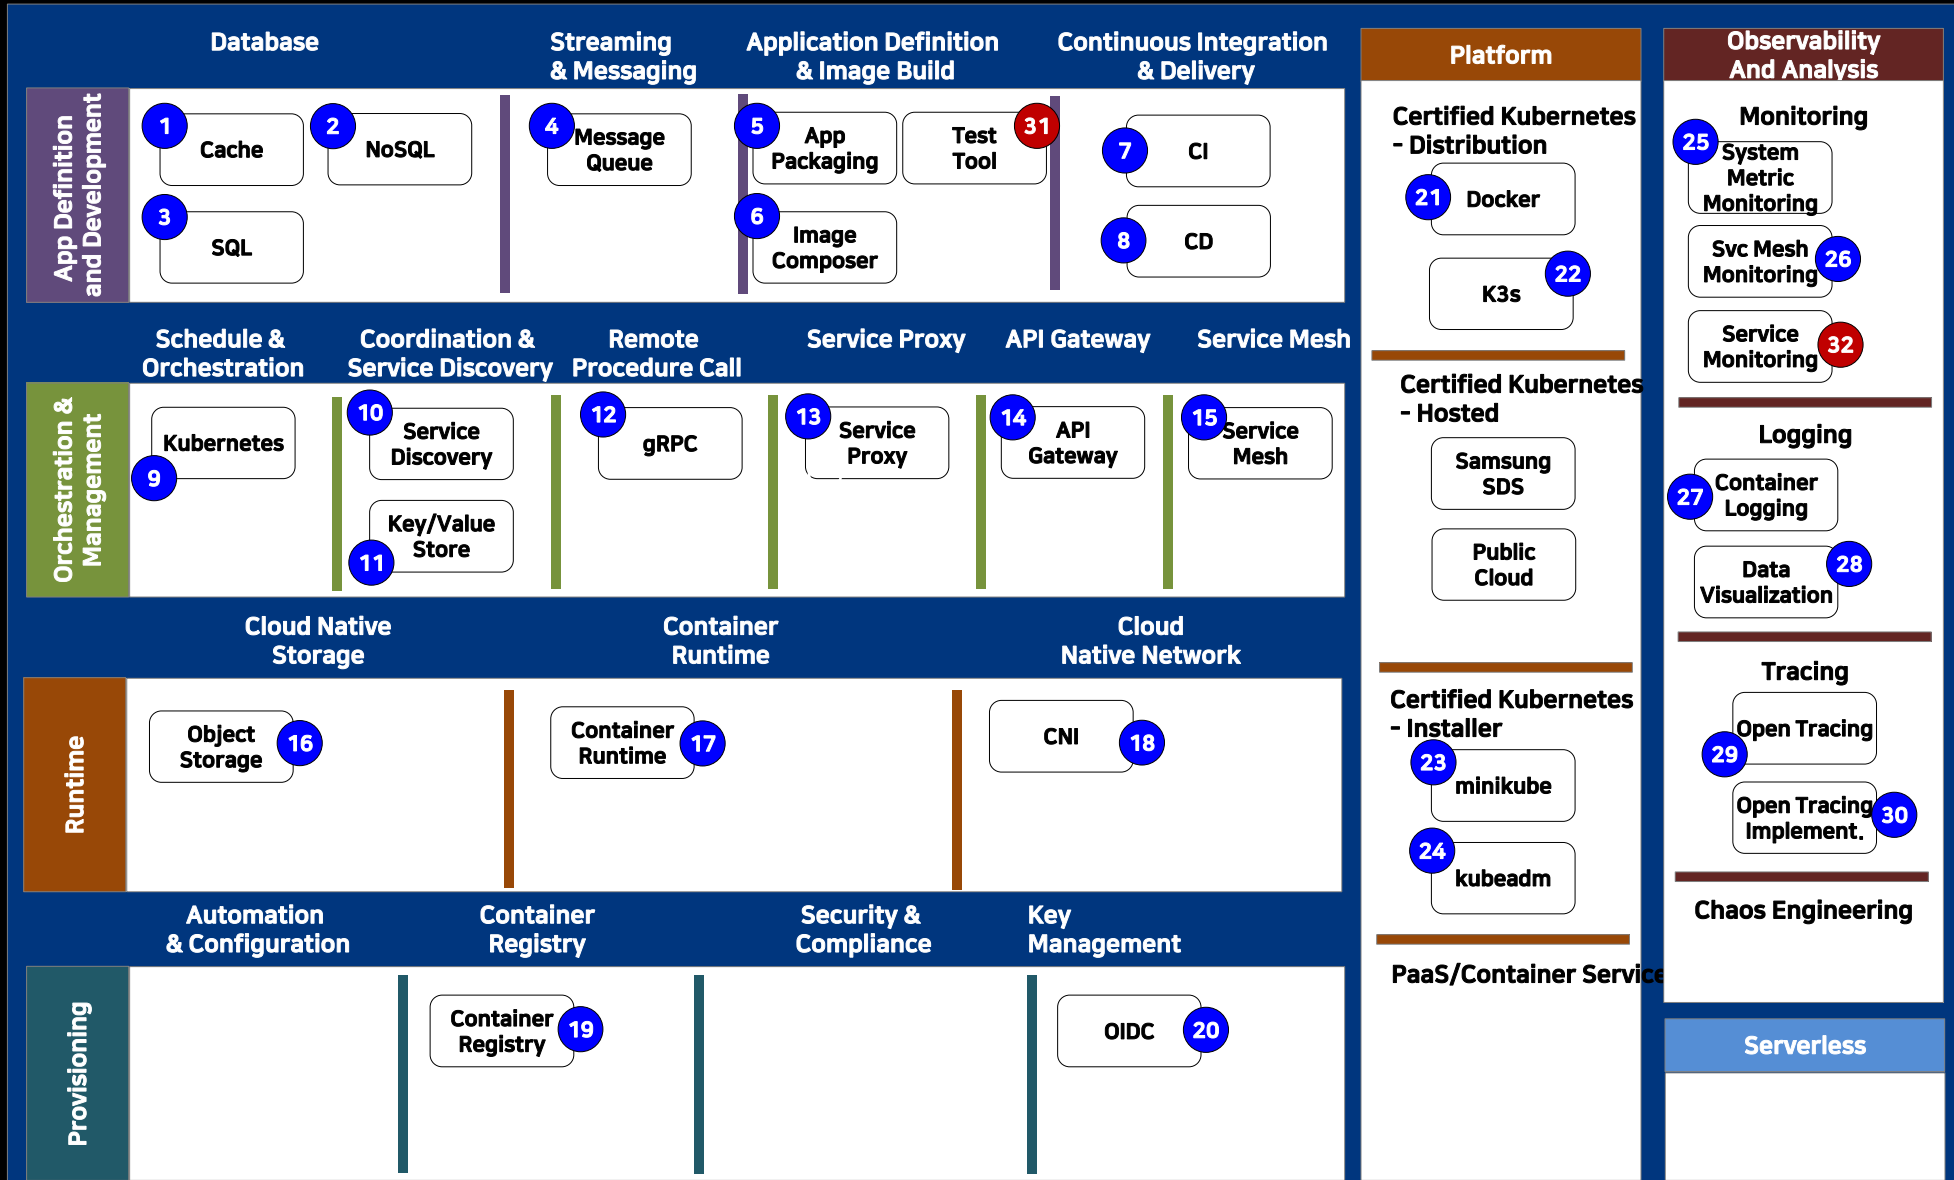 Database
Streaming
& Messaging
Application Definition
& Image Build
Continuous Integration
& Delivery
App Definition
and Development
1
Cache
2
NoSQL
3
SQL
4
Message
Queue
5
App
Packaging
Test
Tool
31
6
Image
Composer
7
CI
8
CD
Schedule &
Orchestration
Coordination &
Service Discovery
Remote
Procedure Call
Service Proxy
API Gateway
Service Mesh
Orchestration &
Management
Kubernetes
9
10
Service
Discovery
Key/Value
Store
11
12
gRPC
13
Service
Proxy
14
API
Gateway
15
Service
Mesh
Cloud Native
Storage
Container
Runtime
Cloud
Native Network
Runtime
Object
Storage
16
Container
Runtime
17
CNI
18
Automation
& Configuration
Container
Registry
Security &
Compliance
Key
Management
Provisioning
Container
Registry
19
OIDC
20
Platform
Certified Kubernetes
- Distribution
21
Docker
22
K3s
Certified Kubernetes
- Hosted
Samsung
SDS
Public
Cloud
Certified Kubernetes
- Installer
23
minikube
24
kubeadm
PaaS/Container Service
Observability
And Analysis
Monitoring
25
System
Metric
Monitoring
Svc Mesh
Monitoring
26
Service
Monitoring
32
Logging
27
Container
Logging
28
Data
Visualization
Tracing
Open Tracing
29
Open Tracing
Implement.
30
Chaos Engineering
Serverless